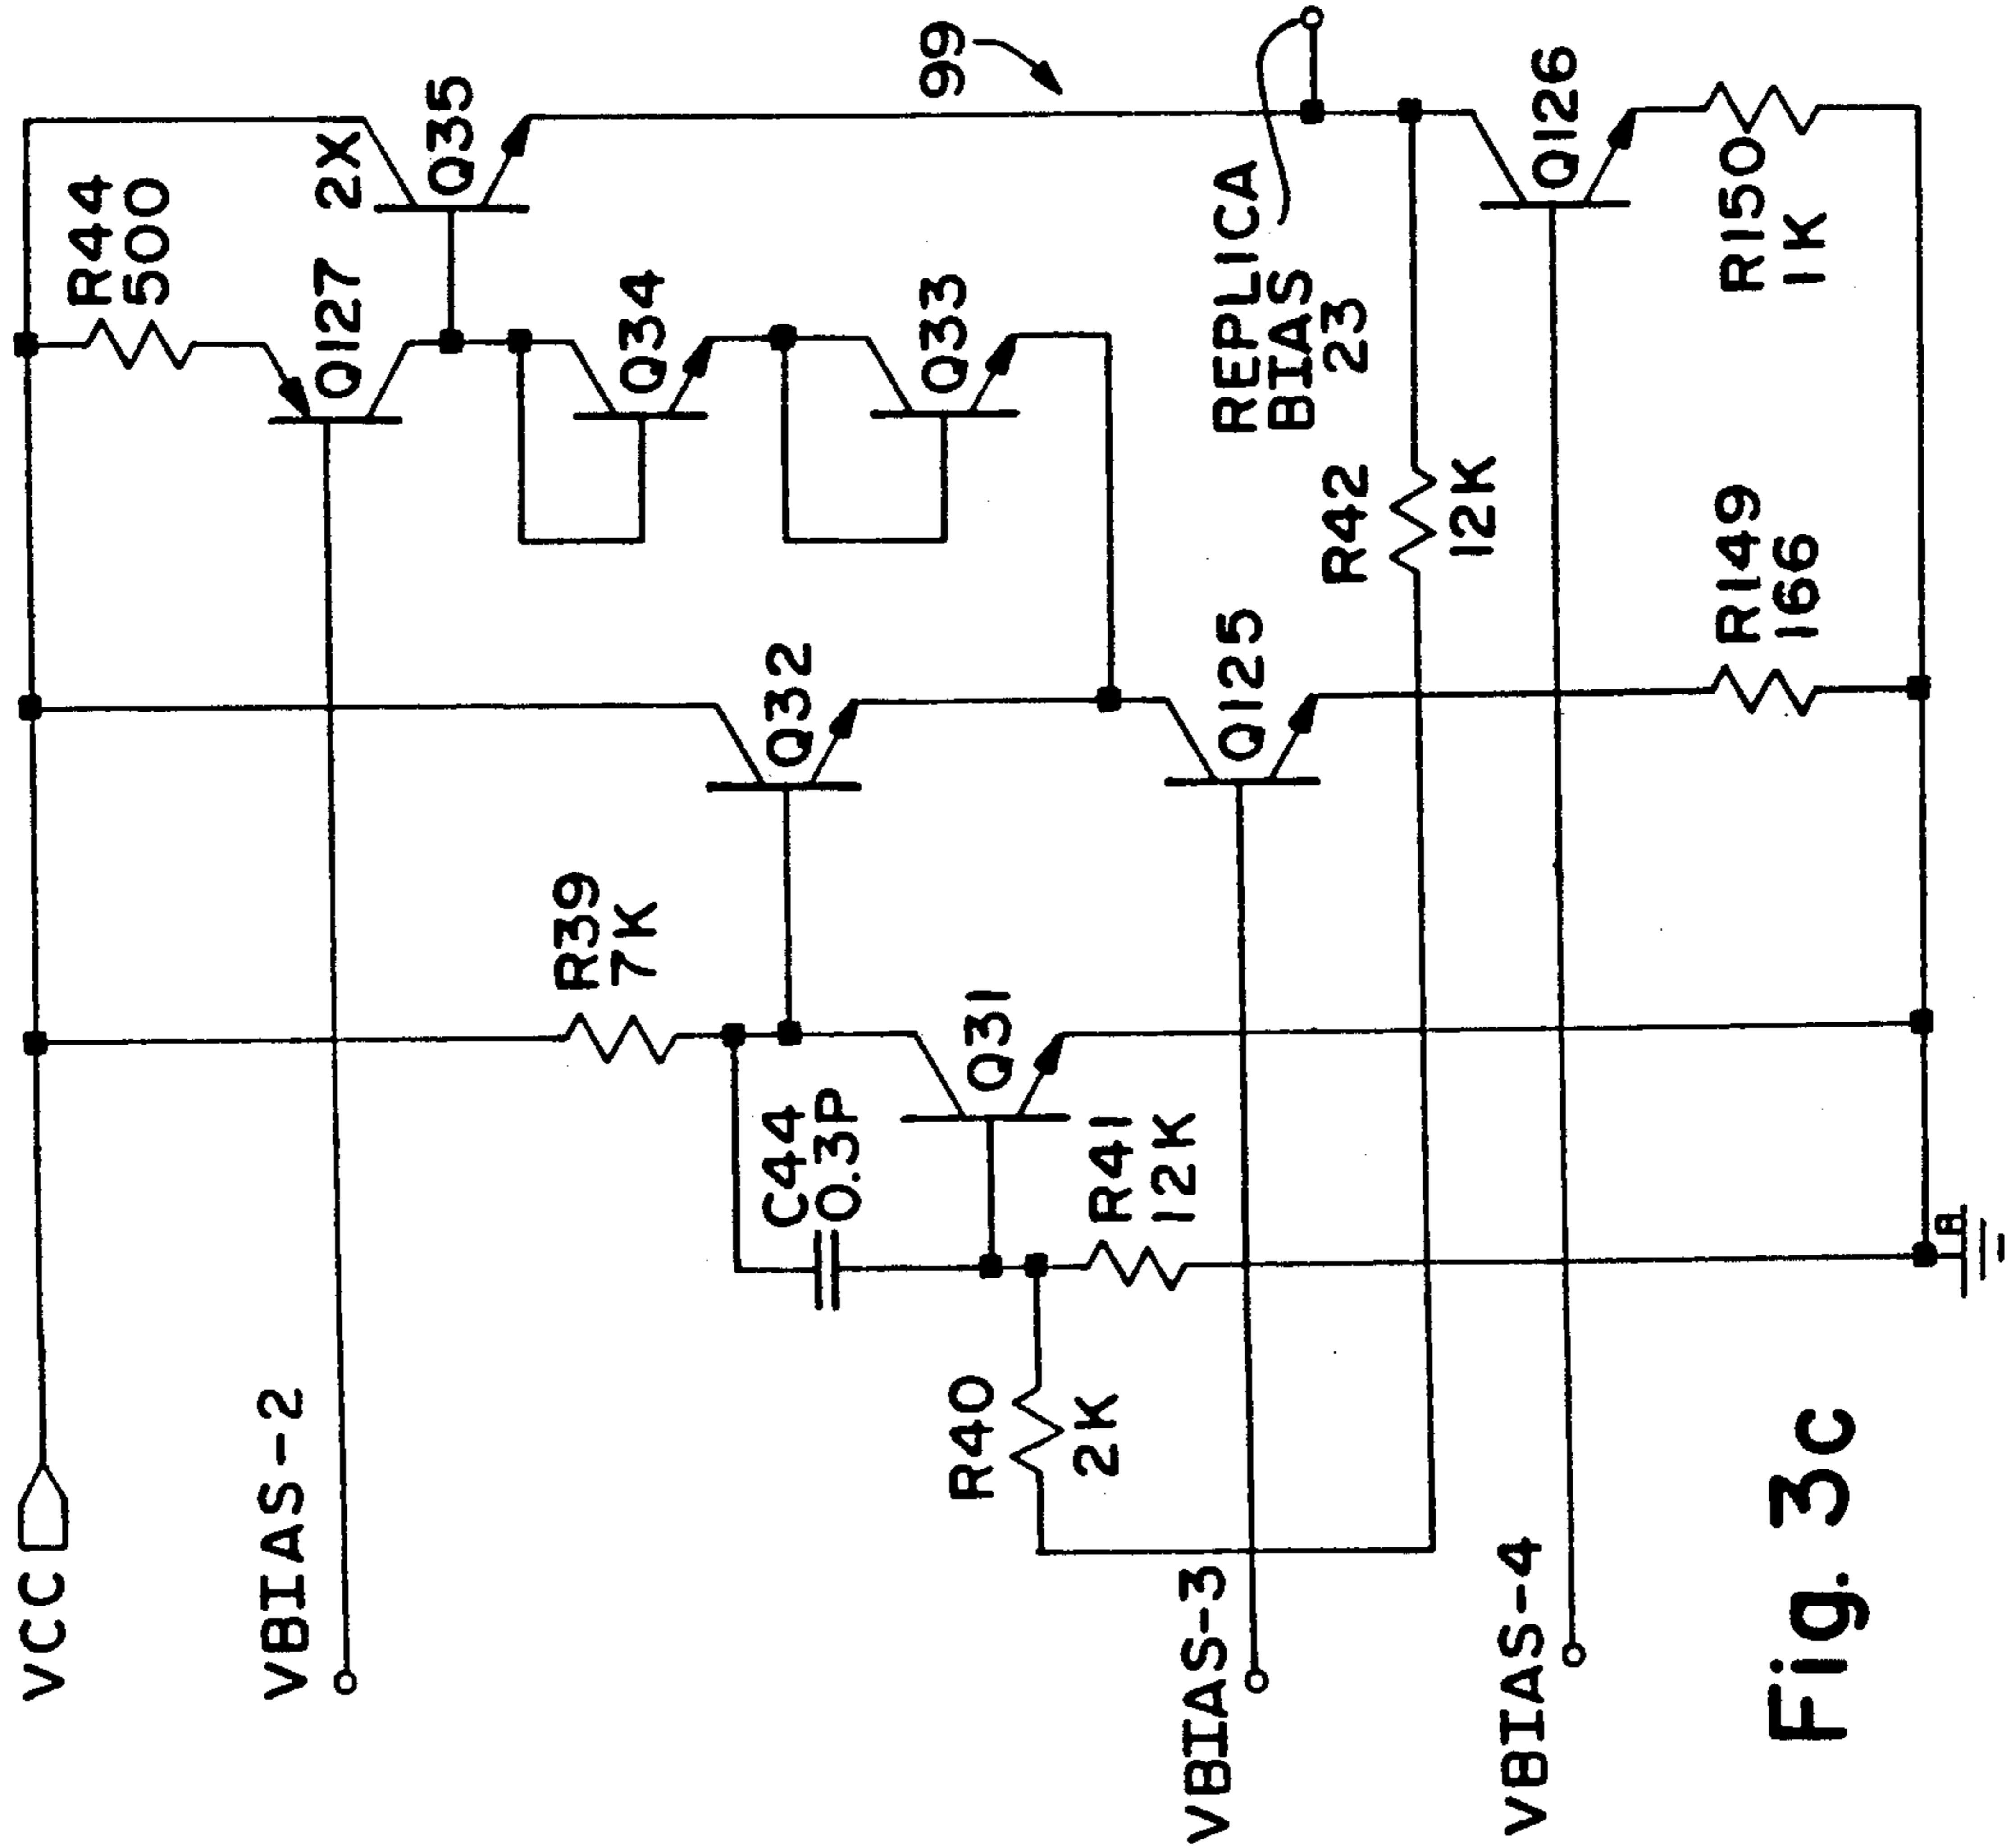 VCC
VBIAS-2
R44
500
Q127
2X
Q35
Q34
Q33
Q32
R39
7K
C44
0.3P
Q31
R40
2K
R41
12K
VBIAS-3
Q125
R42
12K
REPLICA
BIAS
23
99
VBIAS-4
Q126
R149
166
R150
1K
B
Fig. 3c